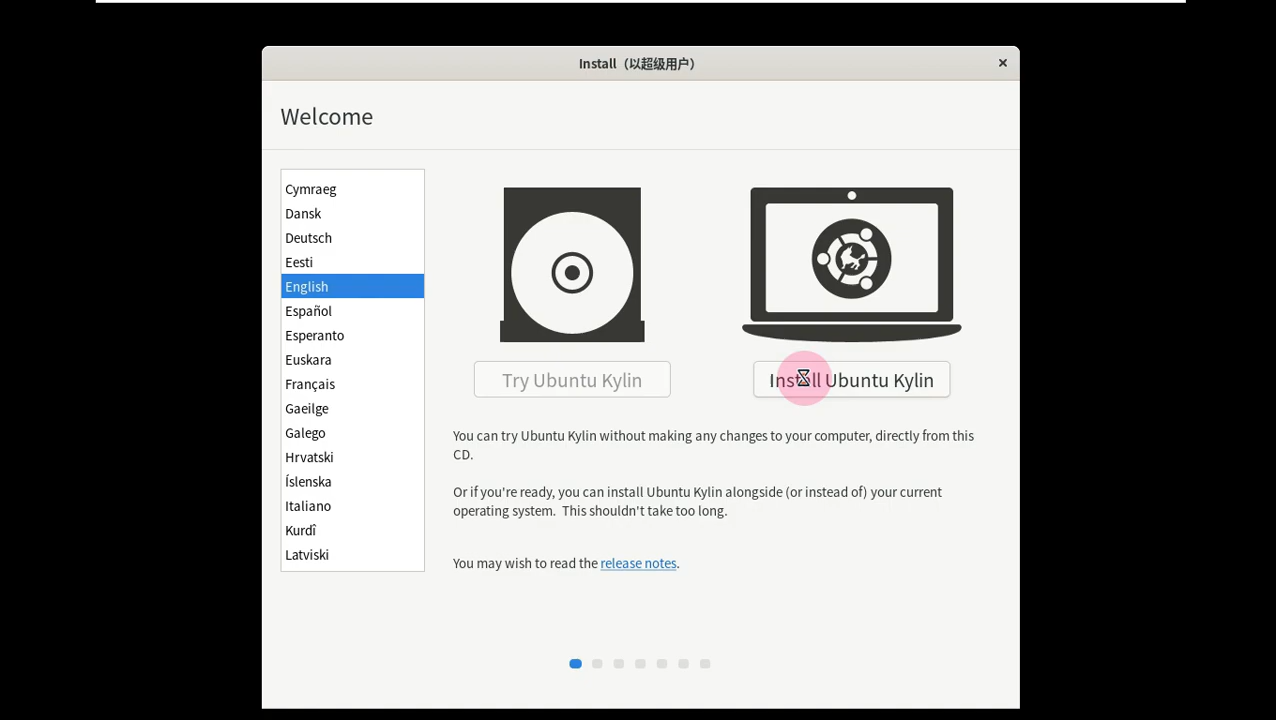 Install（以超级用户）
×
Welcome
Cymraeg
Dansk
Deutsch
Eesti
English
Español
Esperanto
Euskara
Français
Gaeilge
Galego
Hrvatski
Íslenska
Italiano
Kurdî
Latviski
Try Ubuntu Kylin
Install Ubuntu Kylin
You can try Ubuntu Kylin without making any changes to your computer, directly from this
CD.
Or if you're ready, you can install Ubuntu Kylin alongside (or instead of) your current
operating system.  This shouldn't take too long.
You may wish to read the release notes.